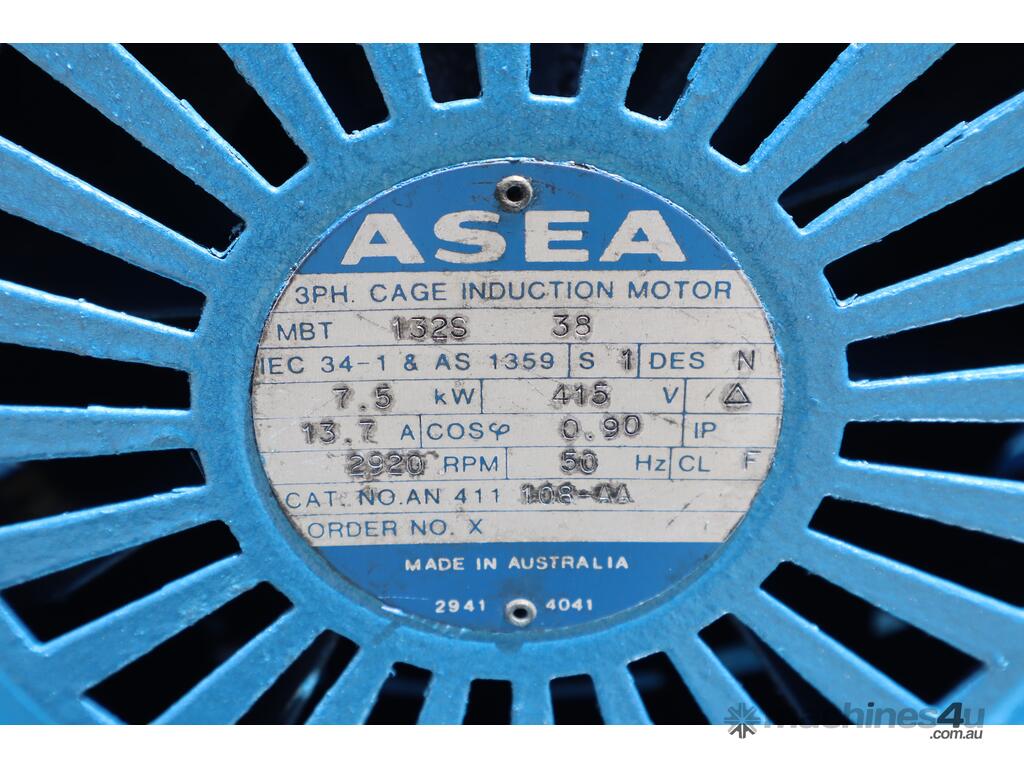 ASEA
3PH. CAGE INDUCTION MOTOR
MBT 132S 38
IEC 34-1 & AS 1359 S 1 DES N
7.5 kW 415 V △
13.7 A COSφ 0.90 IP
2920 RPM 50 Hz CL F
CAT. NO.AN 411 108-AA
ORDER NO. X
MADE IN AUSTRALIA
2941 4041
machines4u
.com.au